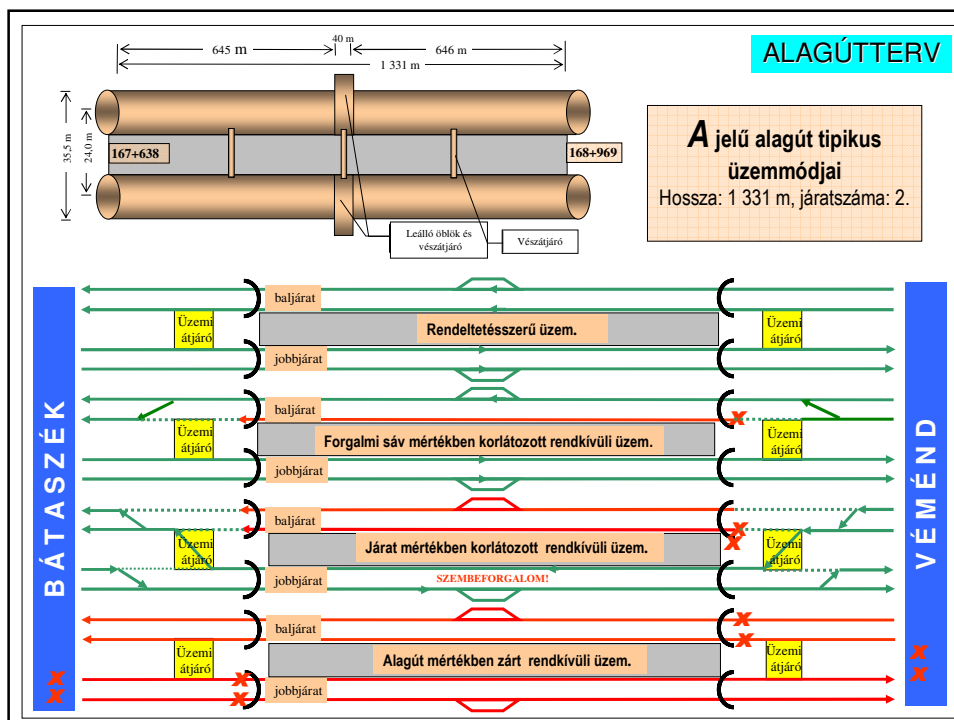 645 m
40 m
646 m
1 331 m
ALAGÚTTERV
35,5 m
24,0 m
167+638
168+969
A jelű alagút tipikus
üzemmódjai
Hossza: 1 331 m, járatszáma: 2.
Leálló öblök és
vészátjáró
Vészátjáró
BÁTASZÉK
VÉMÉND
baljárat
Üzemi
átjáró
Rendeltetésszerű üzem.
Üzemi
átjáró
jobbjárat
baljárat
Üzemi
átjáró
Forgalmi sáv mértékben korlátozott rendkívüli üzem.
Üzemi
átjáró
jobbjárat
baljárat
Üzemi
átjáró
Járat mértékben korlátozott rendkívüli üzem.
Üzemi
átjáró
jobbjárat
SZEMBEFORGALOM!
baljárat
Üzemi
átjáró
Alagút mértékben zárt rendkívüli üzem.
Üzemi
átjáró
jobbjárat